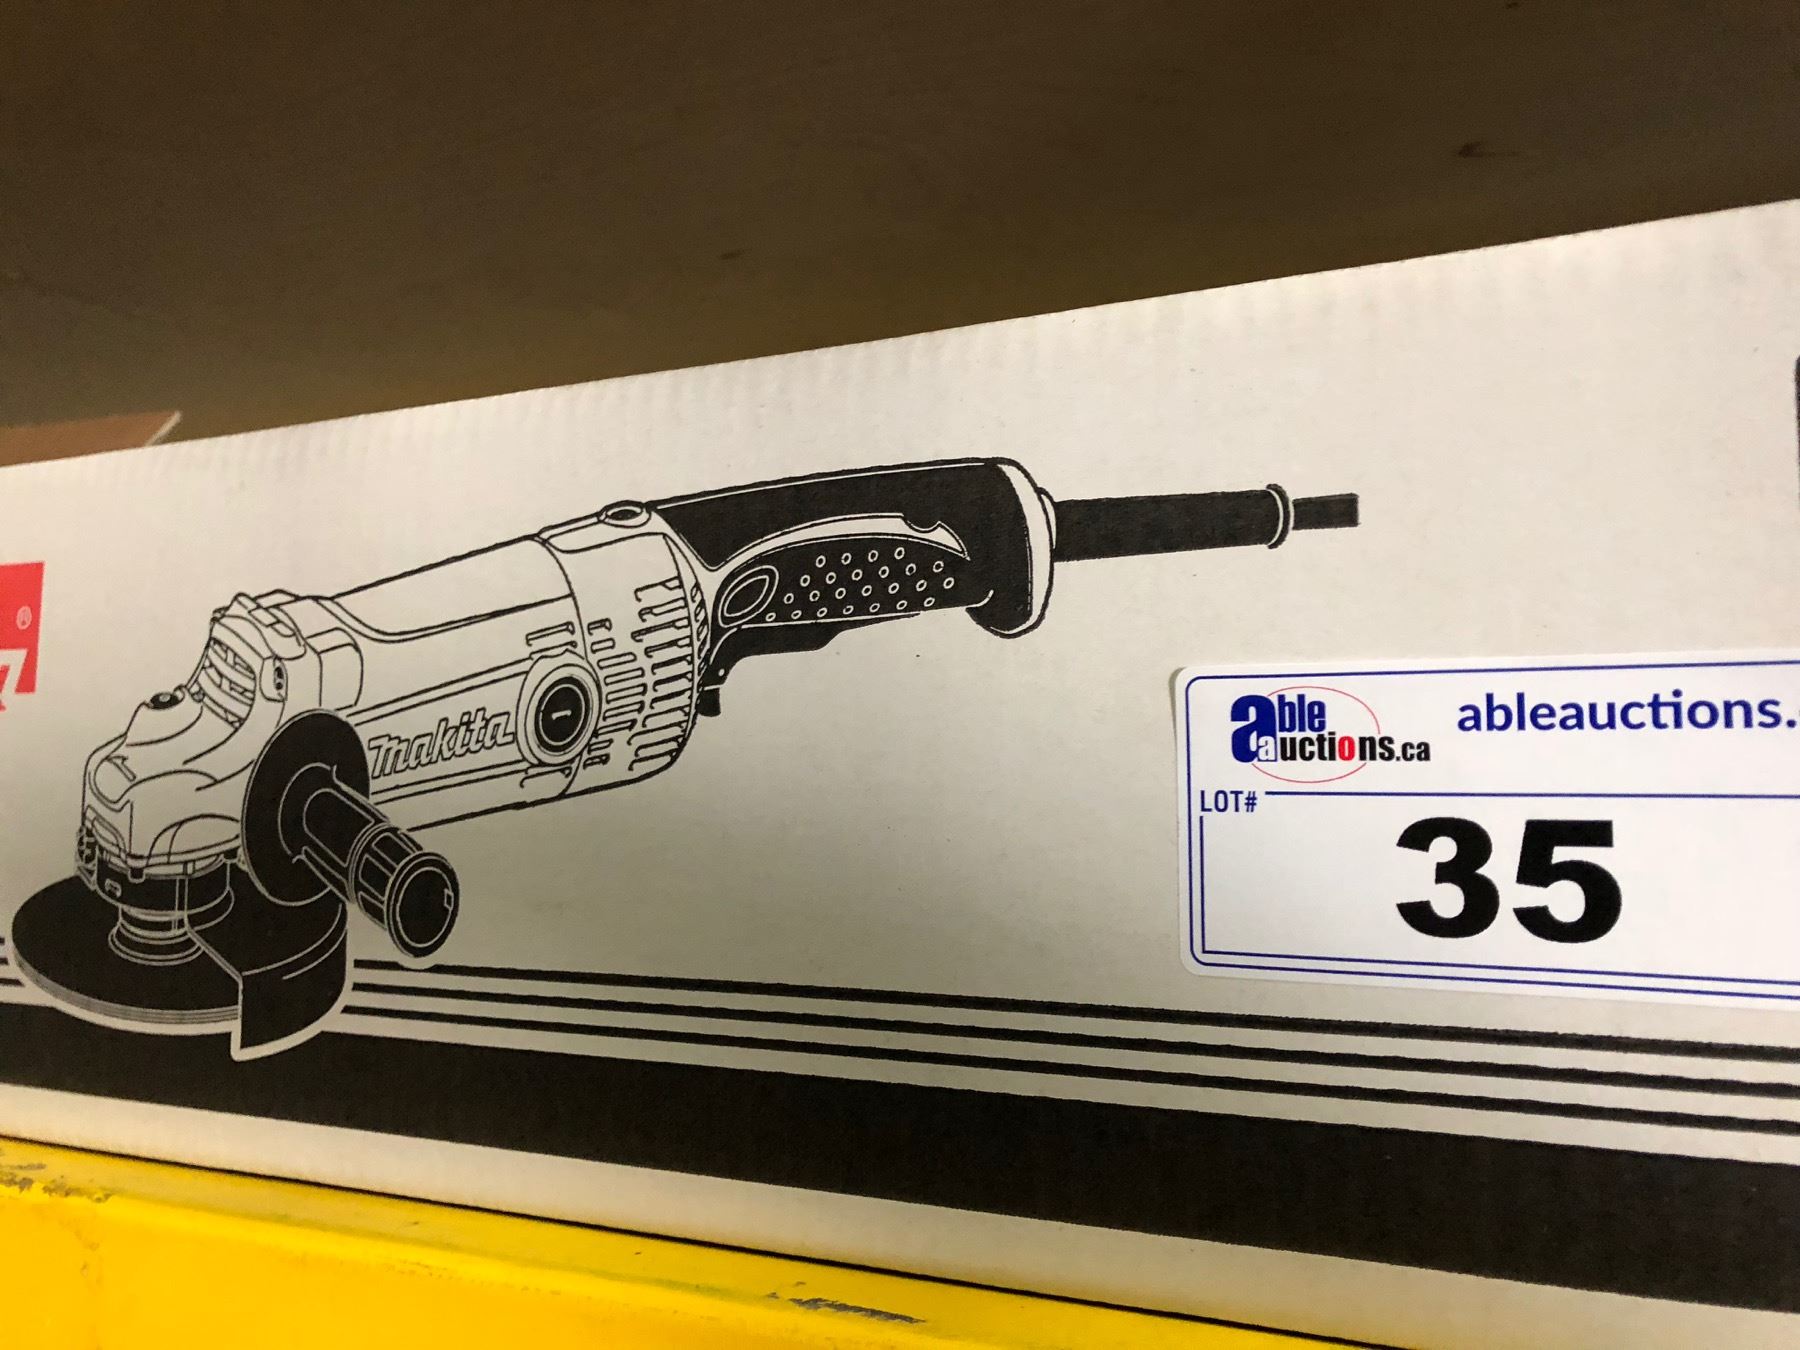 makita
able
auctions.ca
ableauctions.
LOT#
35